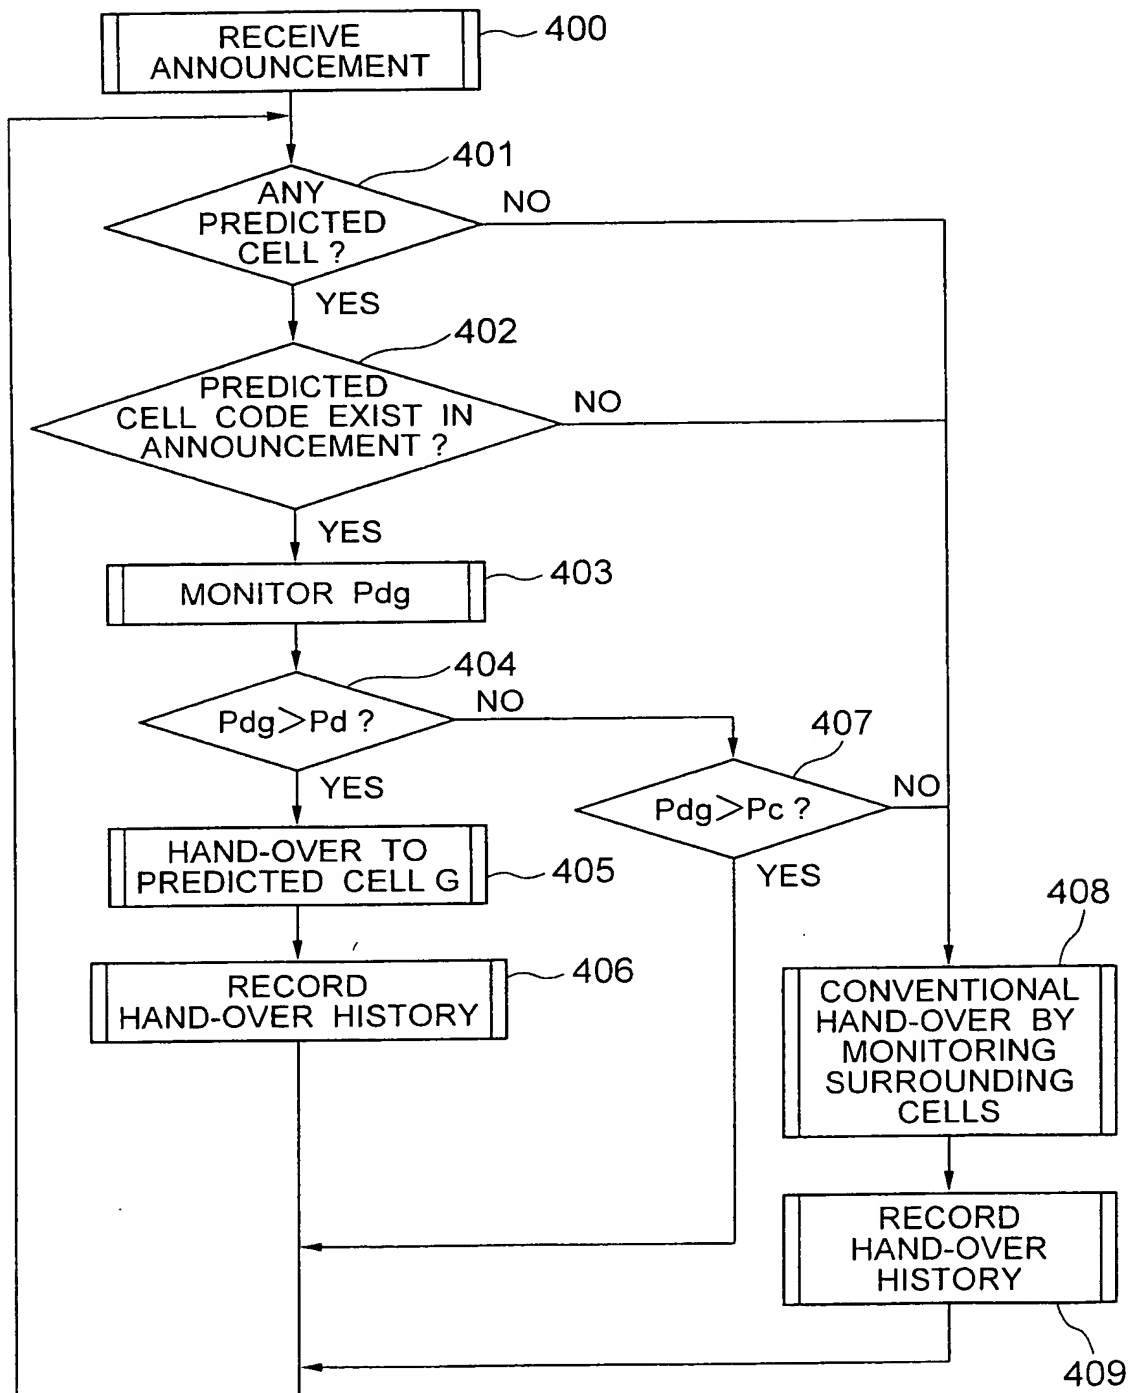 RECEIVE
ANNOUNCEMENT
400
401
ANY
PREDICTED
CELL ?
NO
YES
402
PREDICTED
CELL CODE EXIST IN
ANNOUNCEMENT ?
NO
YES
MONITOR Pdg
403
404
Pdg>Pd ?
NO
YES
407
Pdg>Pc ?
NO
YES
HAND-OVER TO
PREDICTED CELL G
405
RECORD
HAND-OVER HISTORY
406
408
CONVENTIONAL
HAND-OVER BY
MONITORING
SURROUNDING
CELLS
RECORD
HAND-OVER
HISTORY
409